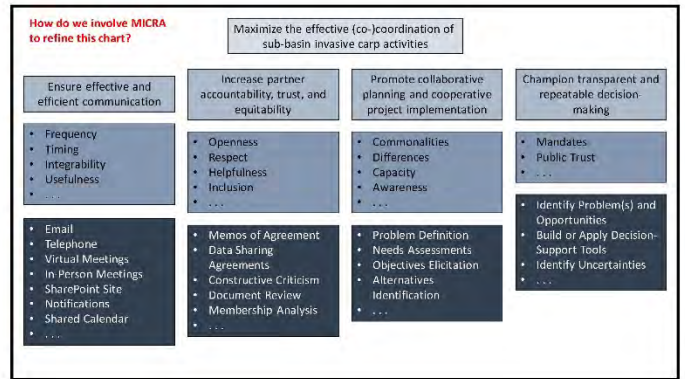 How do we involve MICRA
to refine this chart?
Maximize the effective (co-)coordination of
sub-basin invasive carp activities
Ensure effective and
efficient communication
• Frequency
• Timing
• Integrability
• Usefulness
• . . .
• Email
• Telephone
• Virtual Meetings
• In Person Meetings
• SharePoint Site
• Notifications
• Shared Calendar
• . . .
Increase partner
accountability, trust, and
equitability
• Openness
• Respect
• Helpfulness
• Inclusion
• . . .
• Memos of Agreement
• Data Sharing
Agreements
• Constructive Criticism
• Document Review
• Membership Analysis
• . . .
Promote collaborative
planning and cooperative
project implementation
• Commonalities
• Differences
• Capacity
• Awareness
• . . .
• Problem Definition
• Needs Assessments
• Objectives Elicitation
• Alternatives
Identification
• . . .
Champion transparent and
repeatable decision-
making
• Mandates
• Public Trust
• . . .
• Identify Problem(s) and
Opportunities
• Build or Apply Decision-
Support Tools
• Identify Uncertainties
• . . .